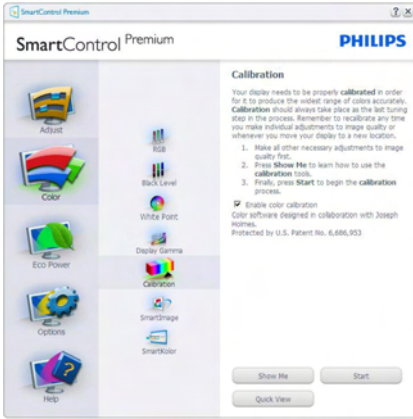 SmartControl Premium
SmartControl Premium
PHILIPS
Adjust
Color
Eco Power
Options
Help
RGB
Black Level
White Point
Display Gamma
Calibration
SmartImage
SmartKolor
Calibration
Your display needs to be properly calibrated in order
for it to produce the widest range of colors accurately.
Calibration should always take place as the last tuning
step in the process. Remember to recalibrate any time
you make individual adjustments to image quality or
whenever you move your display to a new location.
1. Make all other necessary adjustments to image
quality first.
2. Press Show Me to learn how to use the
calibration tools.
3. Finally, press Start to begin the calibration
process.
Enable color calibration
Color software designed in collaboration with Joseph
Holmes.
Protected by U.S. Patent No. 6,686,953
Show Me
Start
Quick View